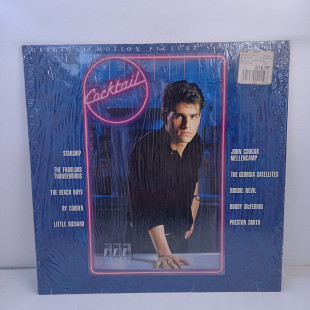 ORIGINAL MOTION PICTURE SOUNDTRACK
Cocktail
STARSHIP
THE FABULOUS
THUNDERBIRDS
THE BEACH BOYS
RY COODER
LITTLE RICHARD
JOHN COUGAR
MELLENCAMP
THE GEORGIA SATELLITES
ROBBIE NEVIL
BOBBY McFERRIN
PRESTON SMITH